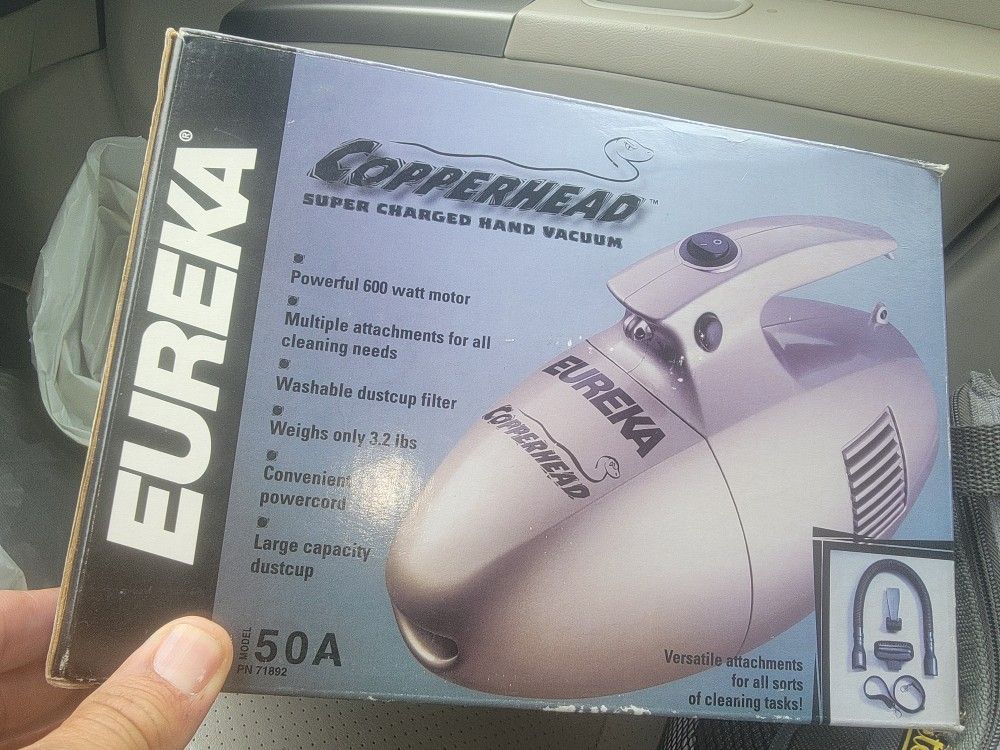 EUREKA®
COPPERHEAD™
SUPER CHARGED HAND VACUUM
Powerful 600 watt motor
Multiple attachments for all
cleaning needs
Washable dustcup filter
Weighs only 3.2 lbs
Convenient
powercord
Large capacity
dustcup
MODEL 50A
PN 71892
EUREKA
COPPERHEAD
Versatile attachments
for all sorts
of cleaning tasks!